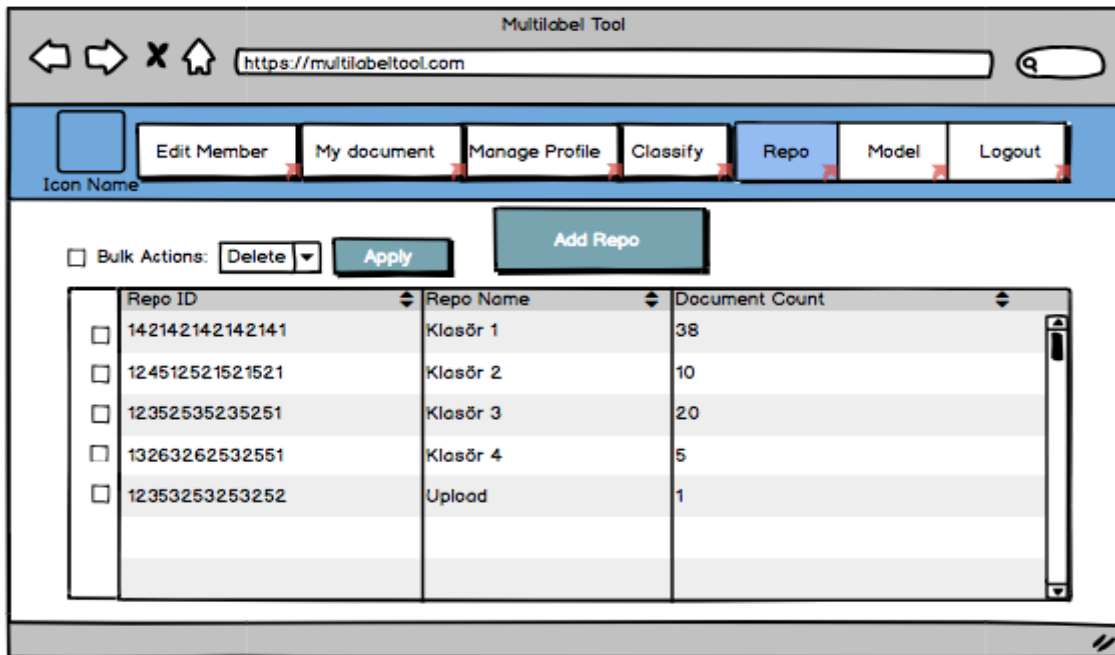 Multilabel Tool
https://multilabeltool.com
Icon Name
Edit Member My document Manage Profile Classify Repo Model Logout
Add Repo
Bulk Actions: Delete Apply
Repo ID Repo Name Document Count
142142142142141 Klasör 1 38
124512521521521 Klasör 2 10
12352535235251 Klasör 3 20
13263262532551 Klasör 4 5
12353253253252 Upload 1